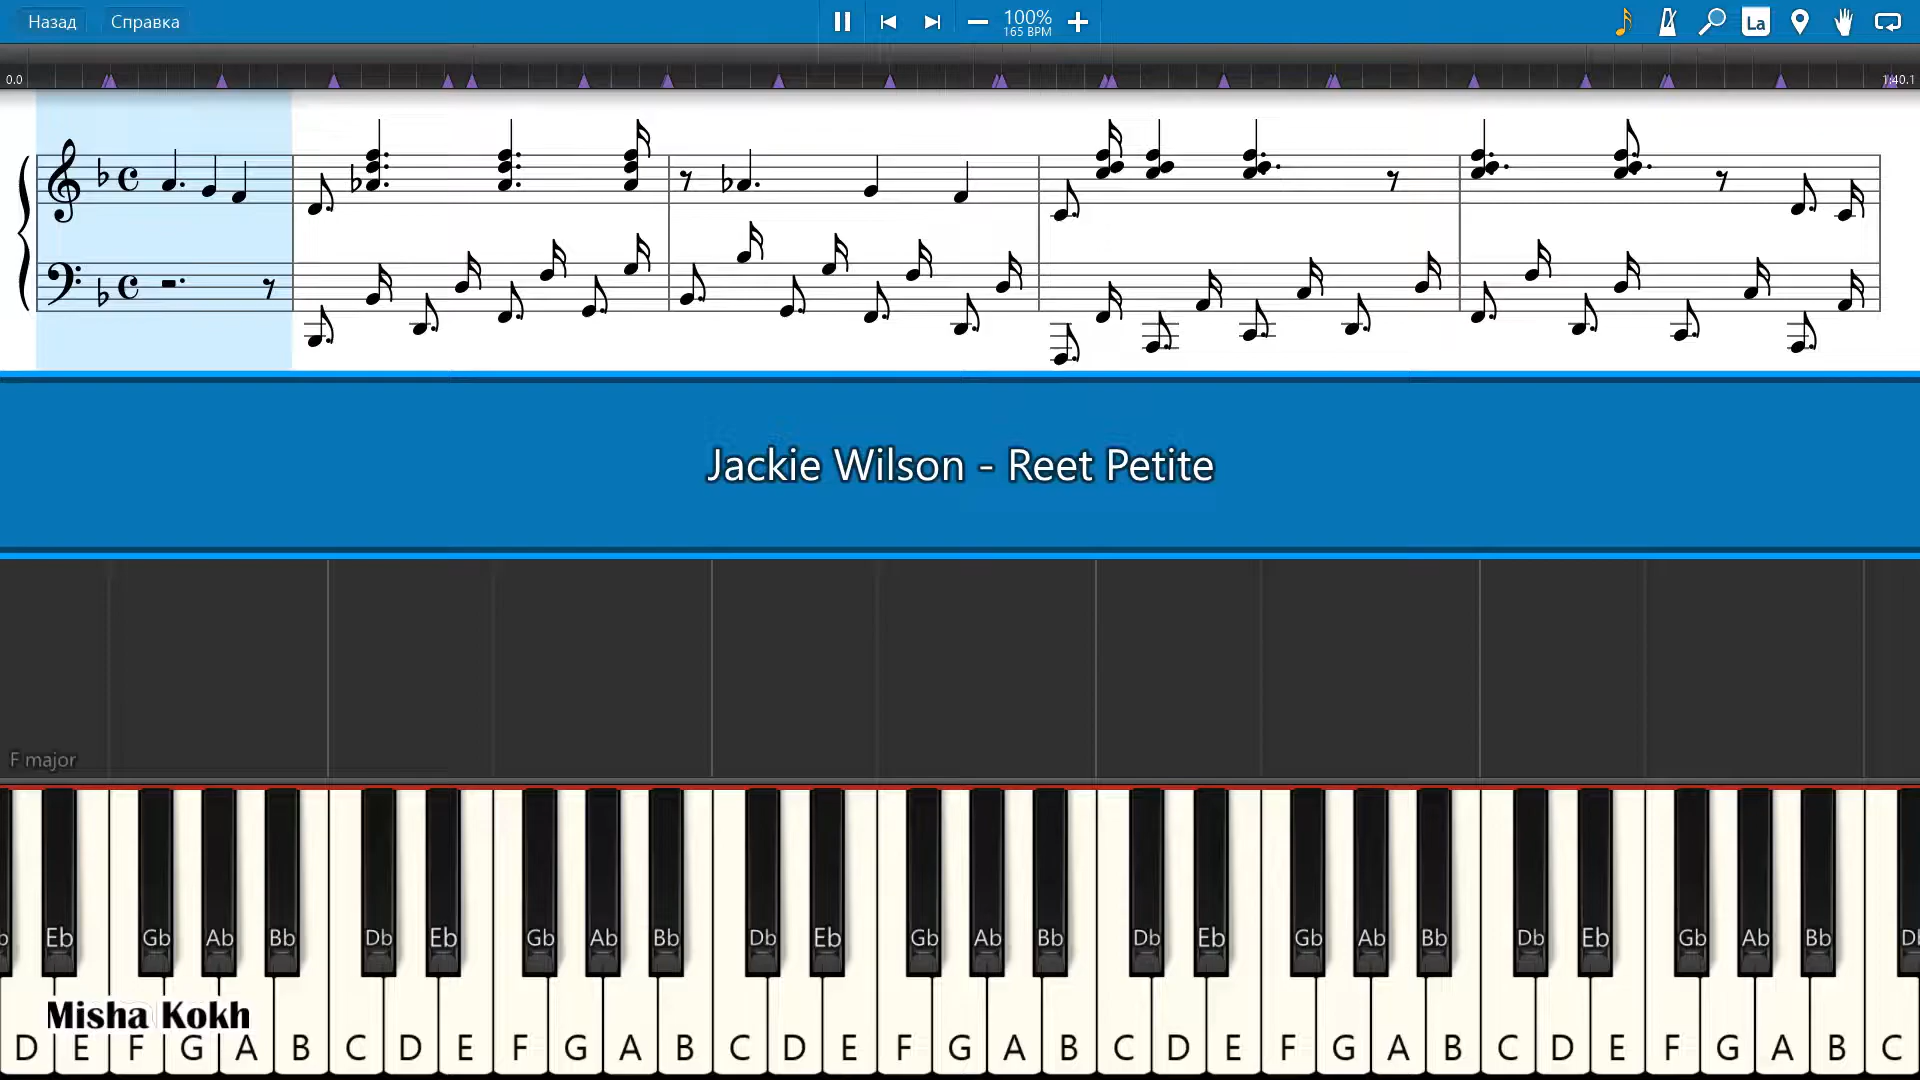 Назад Справка
100%
165 BPM
La
0.0
1:40.1
Jackie Wilson - Reet Petite
F major
Eb Gb Ab Bb Db Eb Gb Ab Bb Db Eb Gb Ab Bb Db Eb Gb Ab Bb Db Eb Gb Ab Bb
Misha Kokh
D E F G A B C D E F G A B C D E F G A B C D E F G A B C D E F G A B C